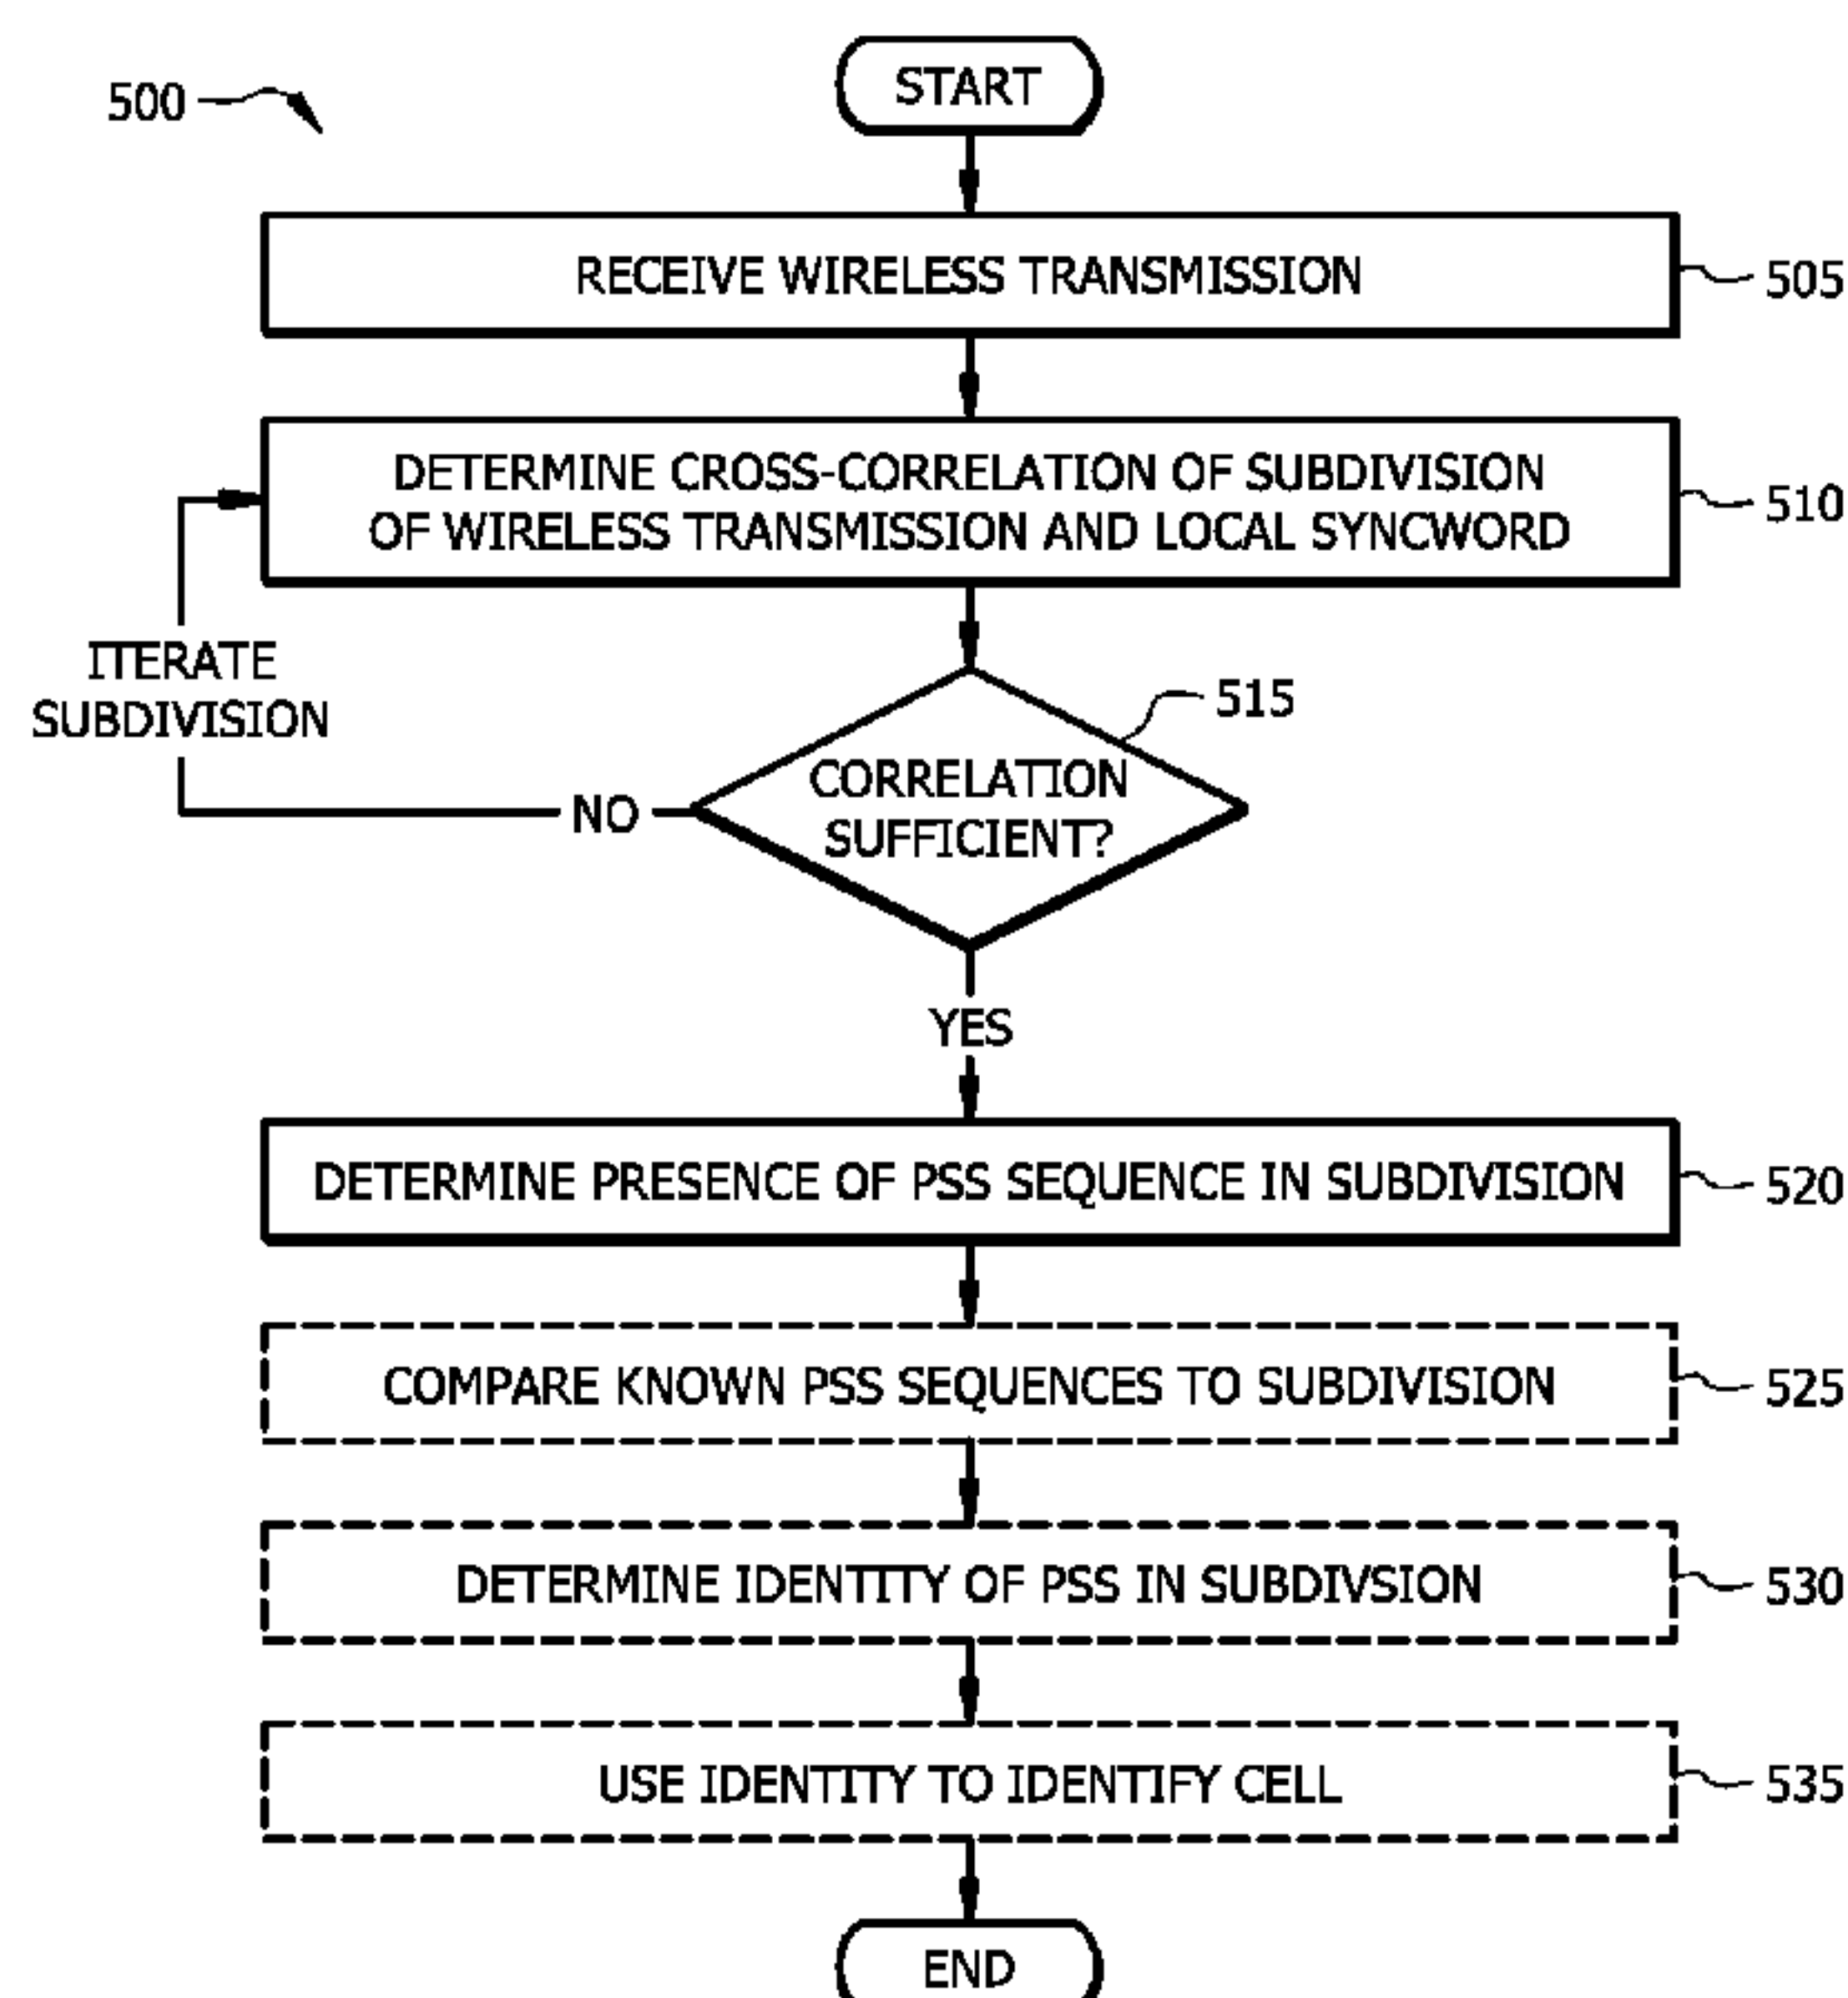 START
500
RECEIVE WIRELESS TRANSMISSION
505
DETERMINE CROSS-CORRELATION OF SUBDIVISION
OF WIRELESS TRANSMISSION AND LOCAL SYNCWORD
510
ITERATE
SUBDIVISION
515
CORRELATION
SUFFICIENT?
NO
YES
DETERMINE PRESENCE OF PSS SEQUENCE IN SUBDIVISION
520
COMPARE KNOWN PSS SEQUENCES TO SUBDIVISION
525
DETERMINE IDENTITY OF PSS IN SUBDIVSION
530
USE IDENTITY TO IDENTIFY CELL
535
END